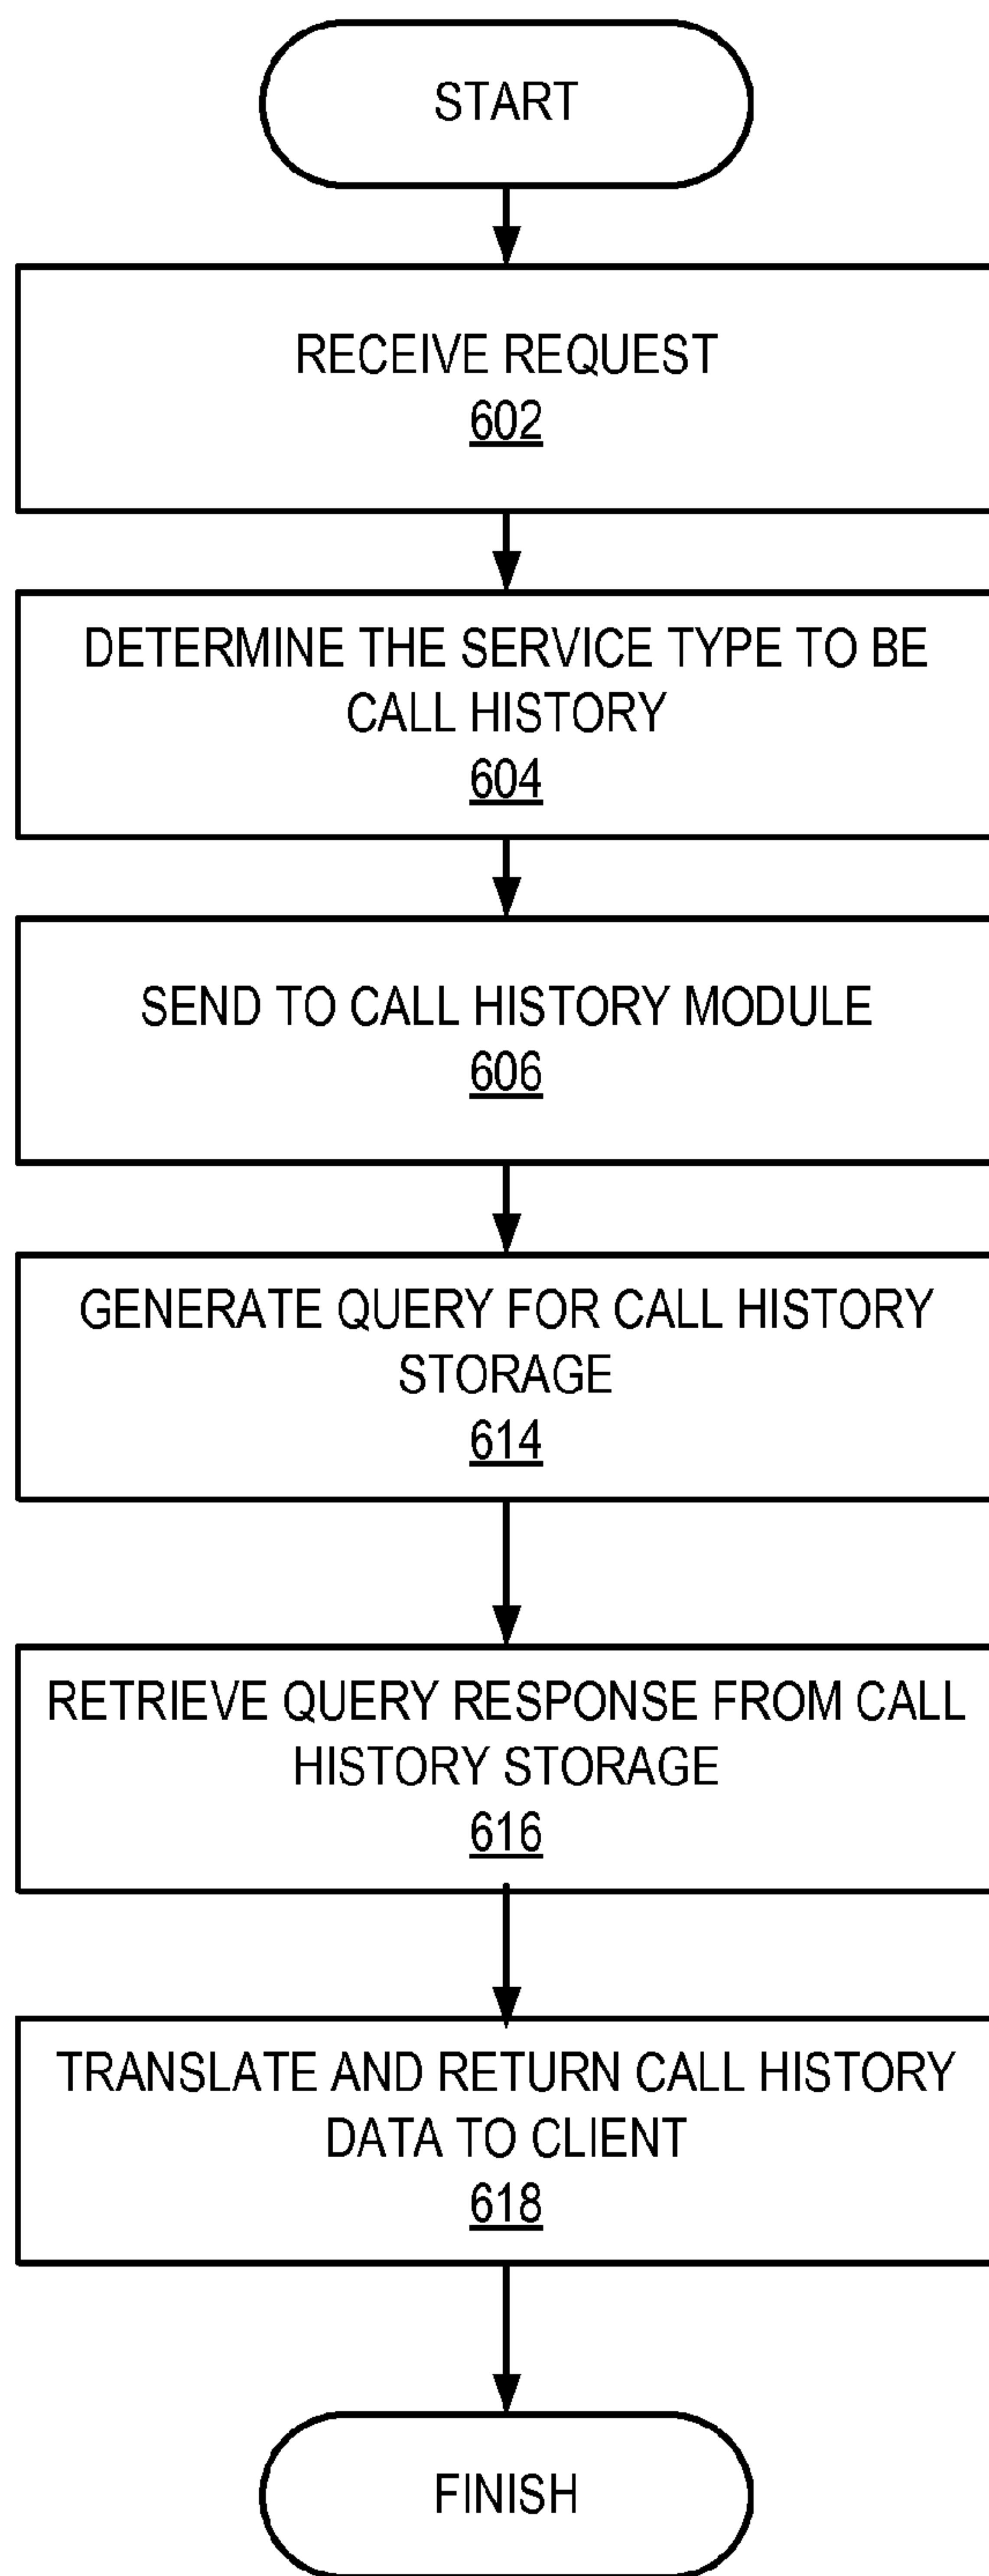 START
RECEIVE REQUEST
602
DETERMINE THE SERVICE TYPE TO BE
CALL HISTORY
604
SEND TO CALL HISTORY MODULE
606
GENERATE QUERY FOR CALL HISTORY
STORAGE
614
RETRIEVE QUERY RESPONSE FROM CALL
HISTORY STORAGE
616
TRANSLATE AND RETURN CALL HISTORY
DATA TO CLIENT
618
FINISH